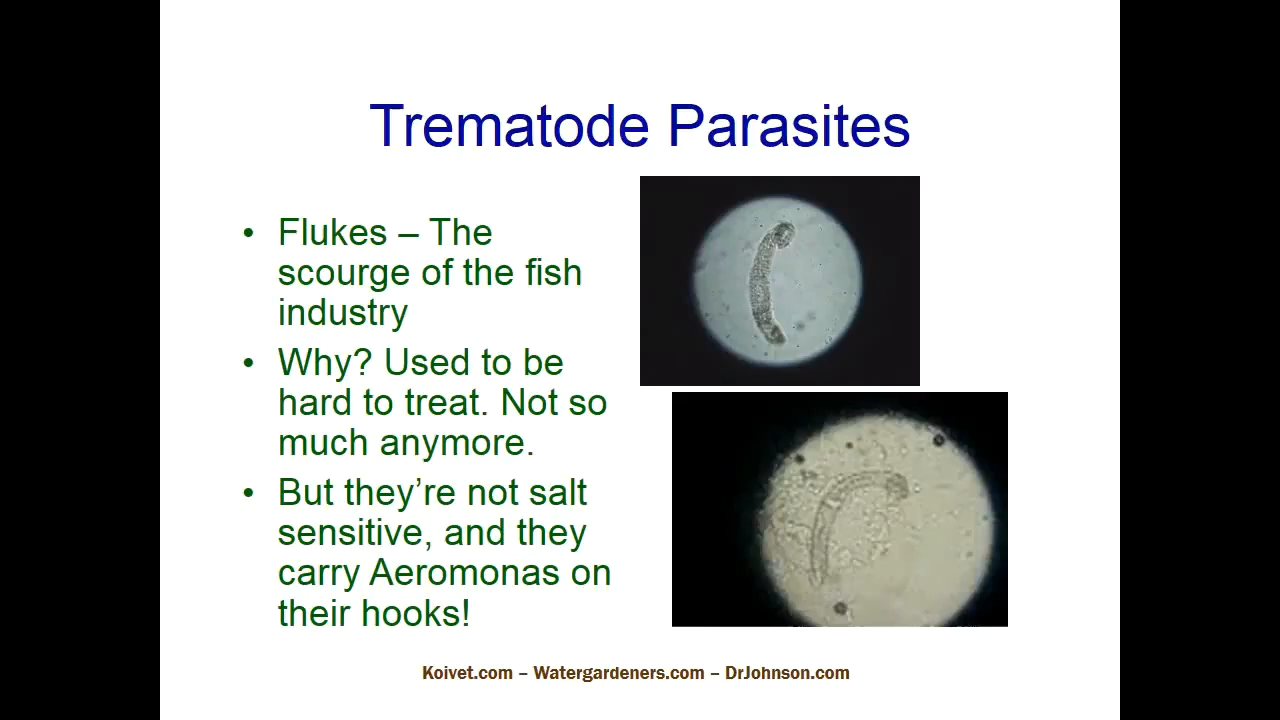 Trematode Parasites
• Flukes – The
scourge of the fish
industry
• Why? Used to be
hard to treat. Not so
much anymore.
• But they’re not salt
sensitive, and they
carry Aeromonas on
their hooks!
Koivet.com – Watergardeners.com – DrJohnson.com